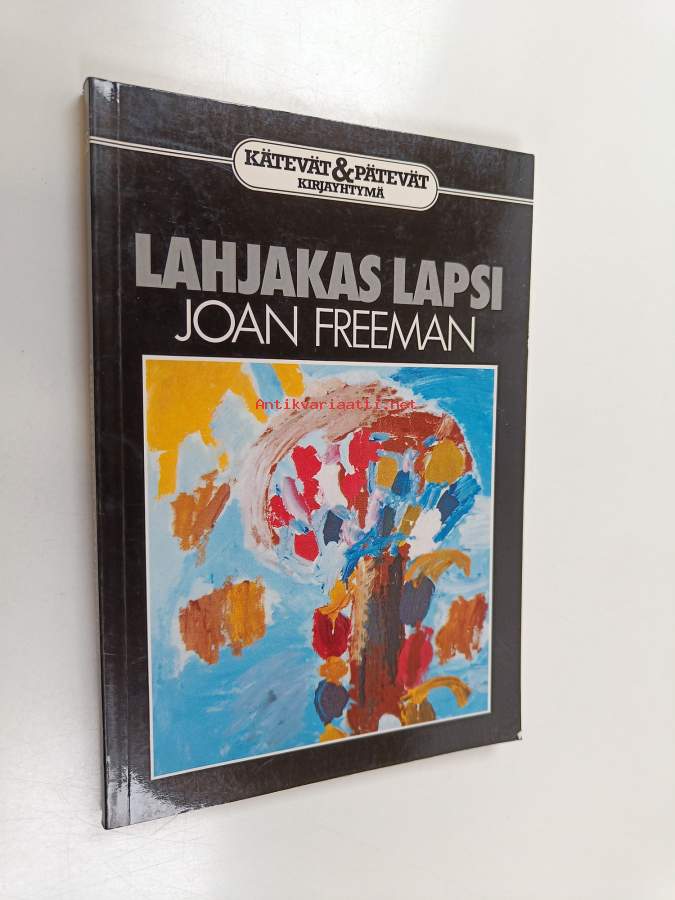 KÄTEVÄT & PÄTEVÄT
KIRJAYHTYMÄ
LAHJAKAS LAPSI
JOAN FREEMAN
Antikvariaatti.net